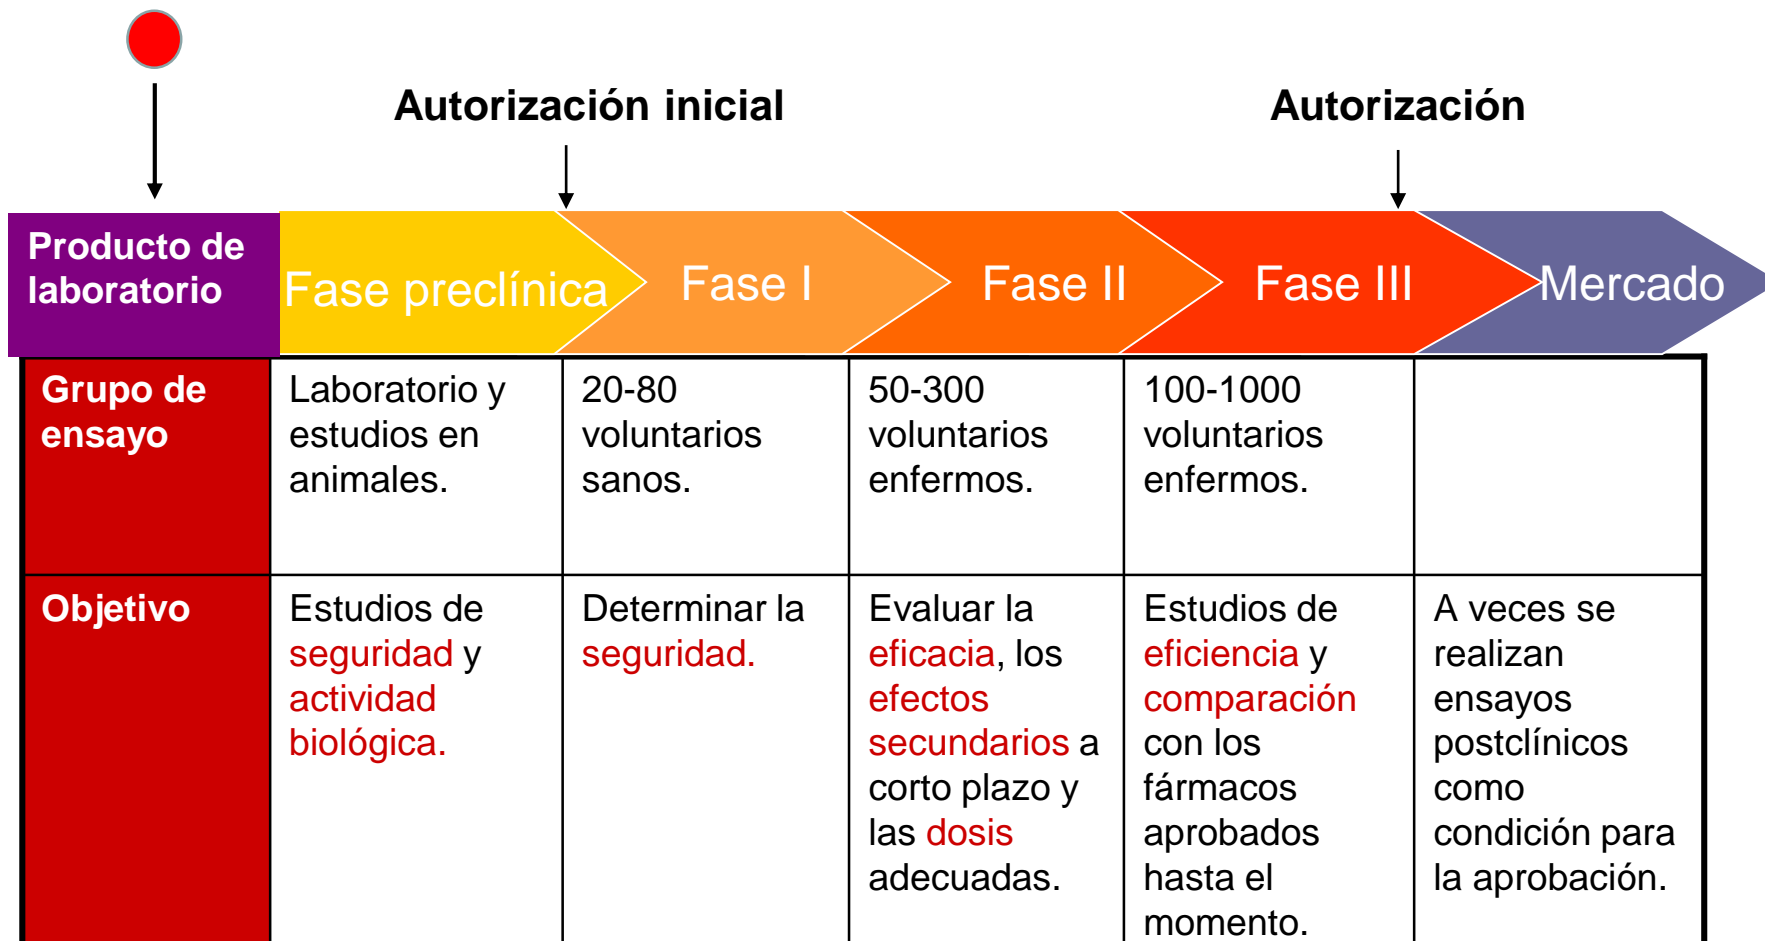 Autorización inicial
Autorización
Producto de
laboratorio
Fase preclínica
Fase I
Fase II
Fase III
Mercado
Grupo de
ensayo
Laboratorio y
estudios en
animales.
20-80
voluntarios
sanos.
50-300
voluntarios
enfermos.
100-1000
voluntarios
enfermos.
Objetivo
Estudios de
seguridad y
actividad
biológica.
Determinar la
seguridad.
Evaluar la
eficacia, los
efectos
secundarios a
corto plazo y
las dosis
adecuadas.
Estudios de
eficiencia y
comparación
con los
fármacos
aprobados
hasta el
momento.
A veces se
realizan
ensayos
postclínicos
como
condición para
la aprobación.